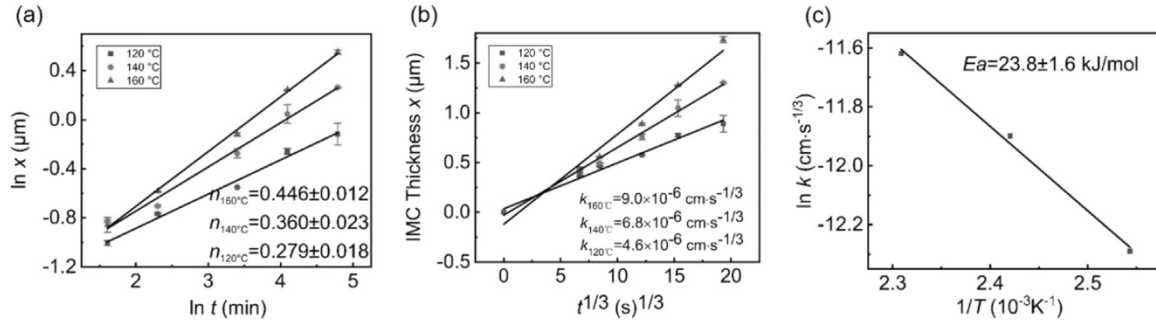 (a)
0.4
0.0
-0.4
-0.8
-1.2
ln x (μm)
120 °C
140 °C
160 °C
n160°C=0.446±0.012
n140°C=0.360±0.023
n120°C=0.279±0.018
2 3 4 5
ln t (min)
(b)
1.5
1.0
0.5
0.0
-0.5
IMC Thickness x (μm)
120 °C
140 °C
160 °C
k160℃=9.0×10⁻⁶ cm·s⁻¹/³
k140℃=6.8×10⁻⁶ cm·s⁻¹/³
k120℃=4.6×10⁻⁶ cm·s⁻¹/³
0 5 10 15 20
t¹/³ (s)¹/³
(c)
-11.6
-11.8
-12.0
-12.2
ln k (cm·s⁻¹/³)
Ea=23.8±1.6 kJ/mol
2.3 2.4 2.5
1/T (10⁻³K⁻¹)